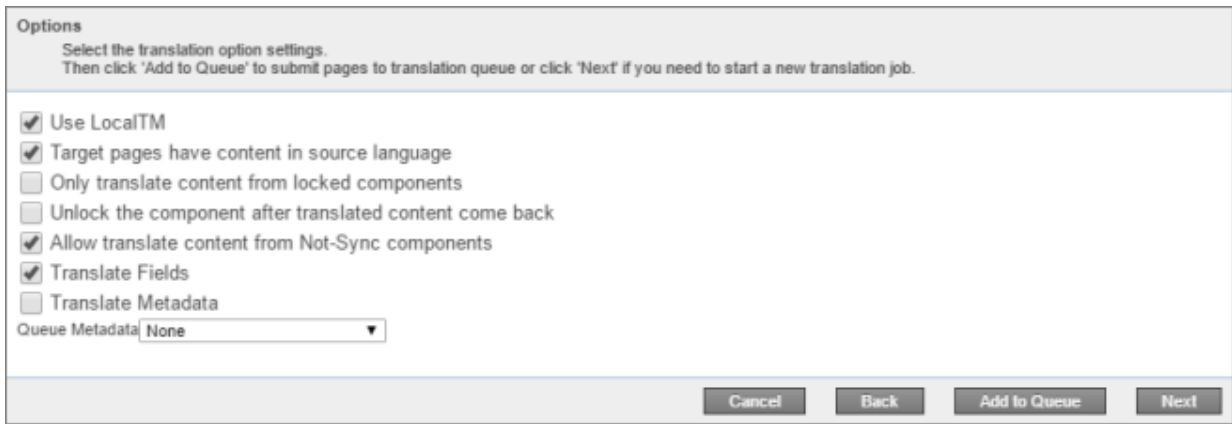 Options
Select the translation option settings.
Then click 'Add to Queue' to submit pages to translation queue or click 'Next' if you need to start a new translation job.
Use LocalTM
Target pages have content in source language
Only translate content from locked components
Unlock the component after translated content come back
Allow translate content from Not-Sync components
Translate Fields
Translate Metadata
Queue Metadata None
Cancel Back Add to Queue Next